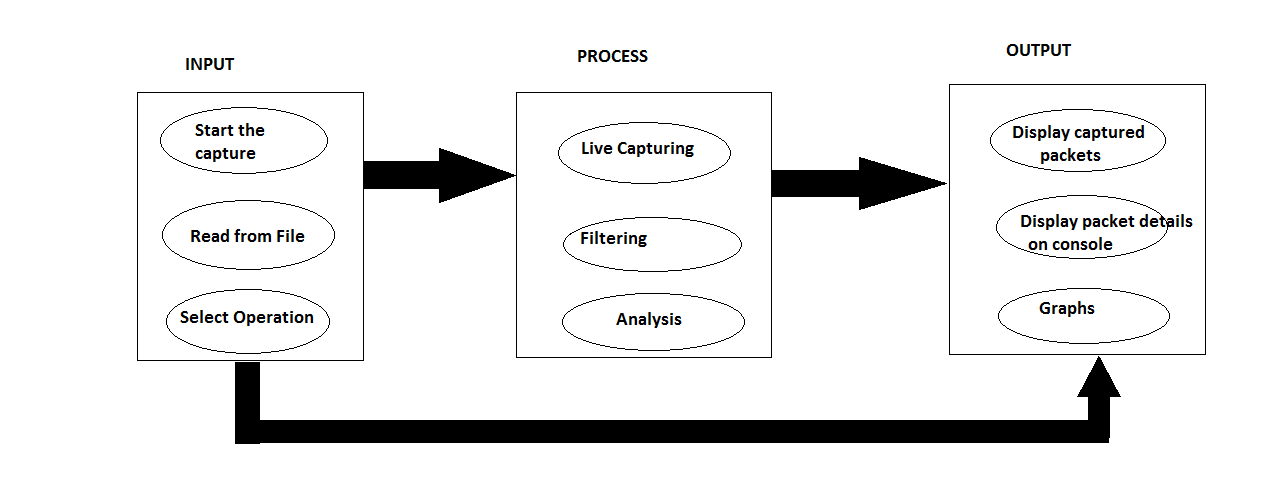 INPUT
Start the
capture
Read from File
Select Operation
PROCESS
Live Capturing
Filtering
Analysis
OUTPUT
Display captured
packets
Display packet details
on console
Graphs